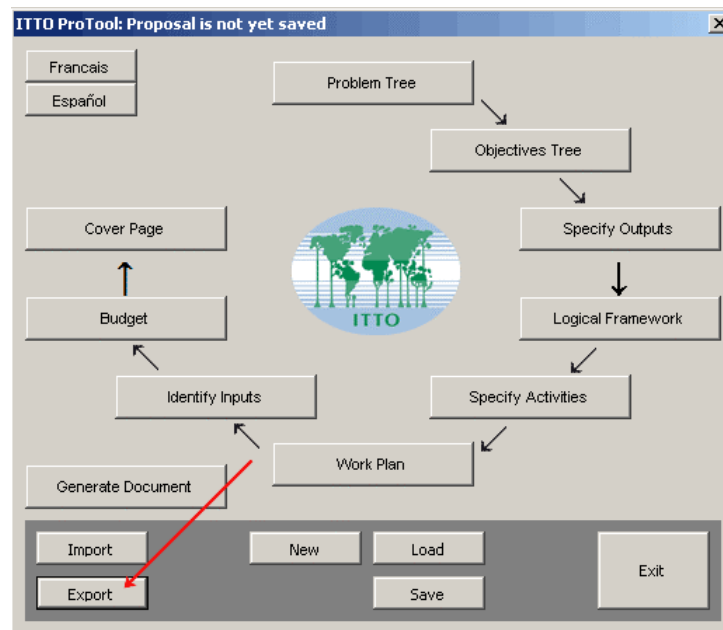 ITTO ProTool: Proposal is not yet saved
Francais
Español
Problem Tree
Objectives Tree
Specify Outputs
Logical Framework
Specify Activities
Work Plan
Identify Inputs
Budget
Cover Page
ITTO
Generate Document
Import
New
Load
Exit
Export
Save